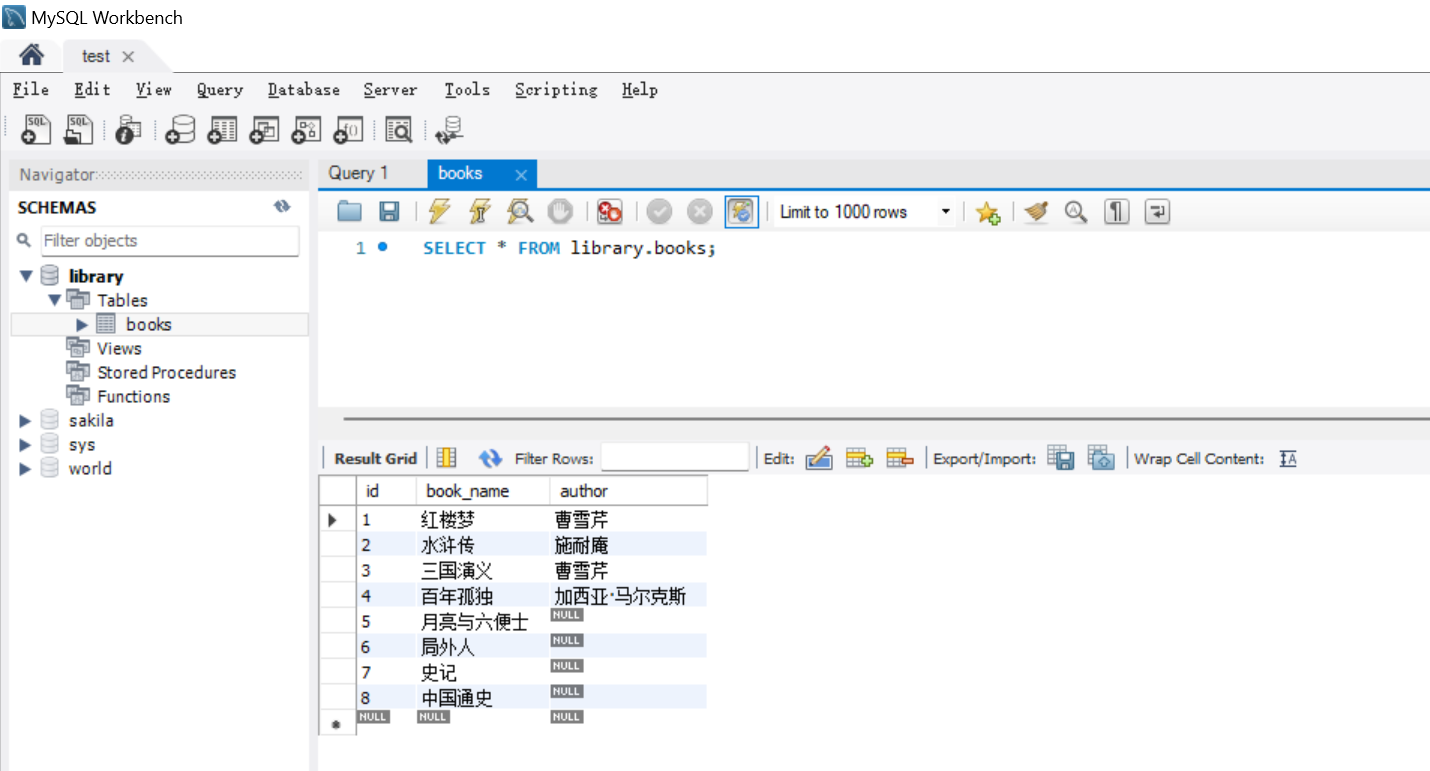 MySQL Workbench
test
File Edit View Query Database Server Tools Scripting Help
Navigator
SCHEMAS
Filter objects
library
Tables
books
Views
Stored Procedures
Functions
sakila
sys
world
Query 1 books
Limit to 1000 rows
1 SELECT * FROM library.books;
Result Grid Filter Rows: Edit: Export/Import: Wrap Cell Content:
id book_name author
1 红楼梦 曹雪芹
2 水浒传 施耐庵
3 三国演义 曹雪芹
4 百年孤独 加西亚·马尔克斯
5 月亮与六便士 NULL
6 局外人 NULL
7 史记 NULL
8 中国通史 NULL
NULL NULL NULL